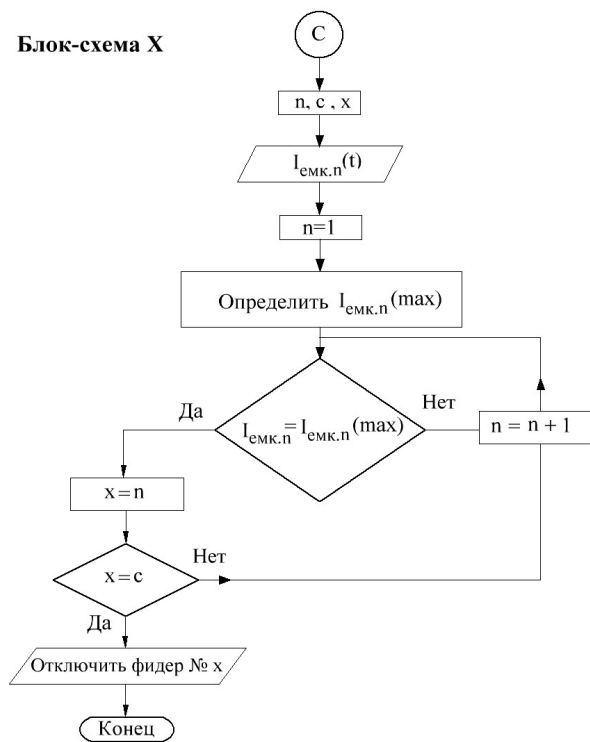 Блок-схема X
C
n, c , x
Iемк.n(t)
n=1
Определить Iемк.n(max)
Да
Iемк.n=Iемк.n(max)
Нет
n = n + 1
x=n
x=c
Нет
Да
Отключить фидер № x
Конец